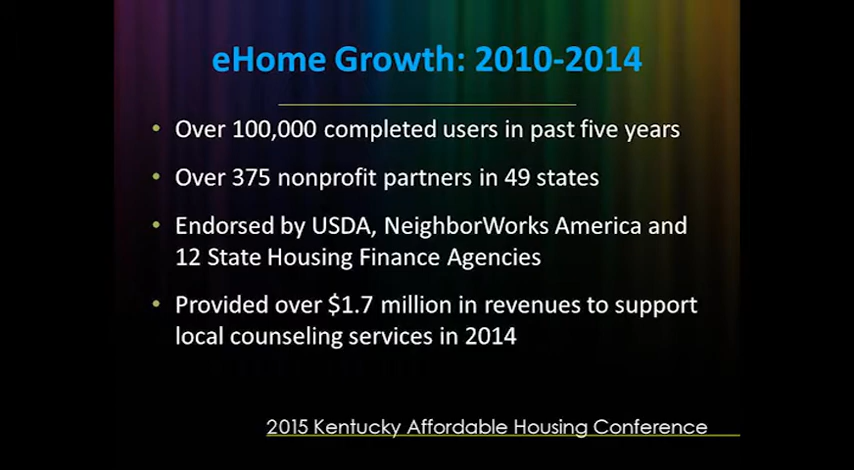 eHome Growth: 2010-2014
• Over 100,000 completed users in past five years
• Over 375 nonprofit partners in 49 states
• Endorsed by USDA, NeighborWorks America and
12 State Housing Finance Agencies
• Provided over $1.7 million in revenues to support
local counseling services in 2014
2015 Kentucky Affordable Housing Conference